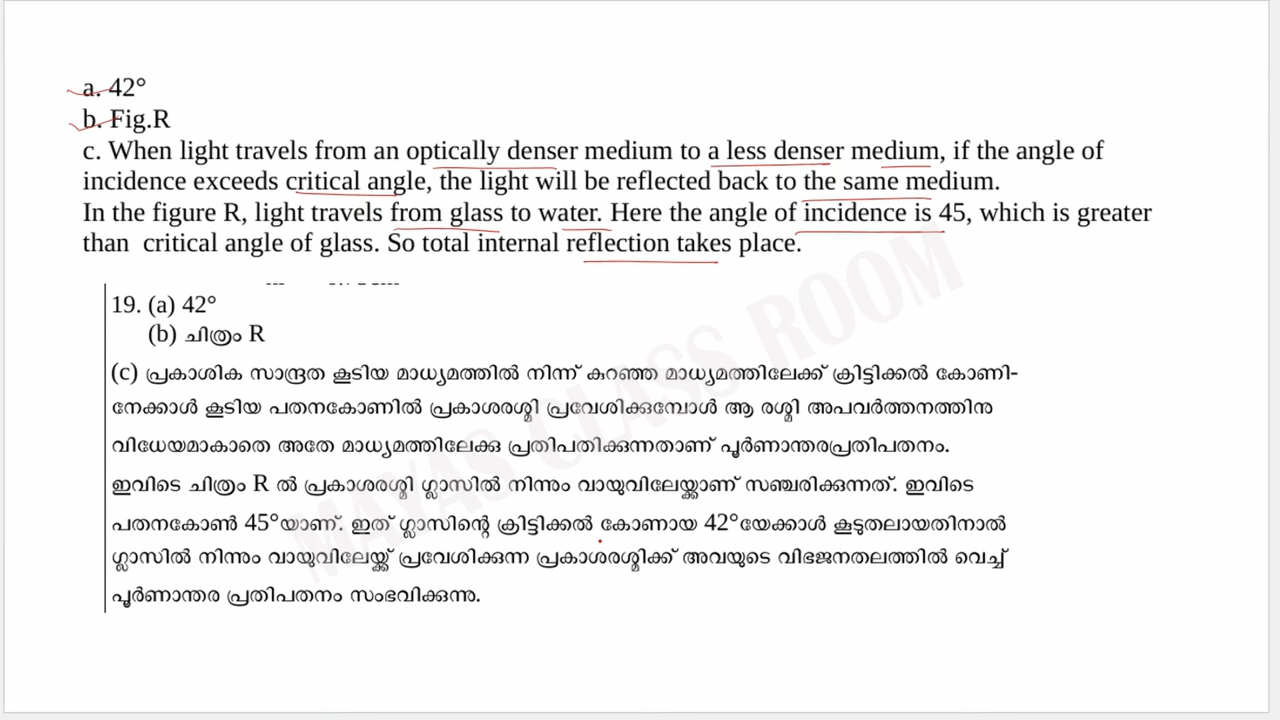 a. 42°
b. Fig.R
c. When light travels from an optically denser medium to a less denser medium, if the angle of
incidence exceeds critical angle, the light will be reflected back to the same medium.
In the figure R, light travels from glass to water. Here the angle of incidence is 45, which is greater
than critical angle of glass. So total internal reflection takes place.
19. (a) 42°
(b) ചിത്രം R
(c) പ്രകാശിക സാന്ദ്രത കൂടിയ മാധ്യമത്തിൽ നിന്ന് കുറഞ്ഞ മാധ്യമത്തിലേക്ക് ക്രിട്ടിക്കൽ കോണി-
നേക്കാൾ കൂടിയ പതനകോണിൽ പ്രകാശരശ്മി പ്രവേശിക്കുമ്പോൾ ആ രശ്മി അപവർത്തനത്തിനു
വിധേയമാകാതെ അതേ മാധ്യമത്തിലേക്കു പ്രതിപതിക്കുന്നതാണ് പൂർണാന്തരപ്രതിപതനം.
ഇവിടെ ചിത്രം R ൽ പ്രകാശരശ്മി ഗ്ലാസിൽ നിന്നും വായുവിലേയ്ക്കാണ് സഞ്ചരിക്കുന്നത്. ഇവിടെ
പതനകോൺ 45°യാണ്. ഇത് ഗ്ലാസിന്റെ ക്രിട്ടിക്കൽ കോണായ 42°യേക്കാൾ കൂടുതലായതിനാൽ
ഗ്ലാസിൽ നിന്നും വായുവിലേയ്ക്ക് പ്രവേശിക്കുന്ന പ്രകാശരശ്മിക്ക് അവയുടെ വിഭജനതലത്തിൽ വെച്ച്
പൂർണാന്തര പ്രതിപതനം സംഭവിക്കുന്നു.
MAYAS CLASS ROOM